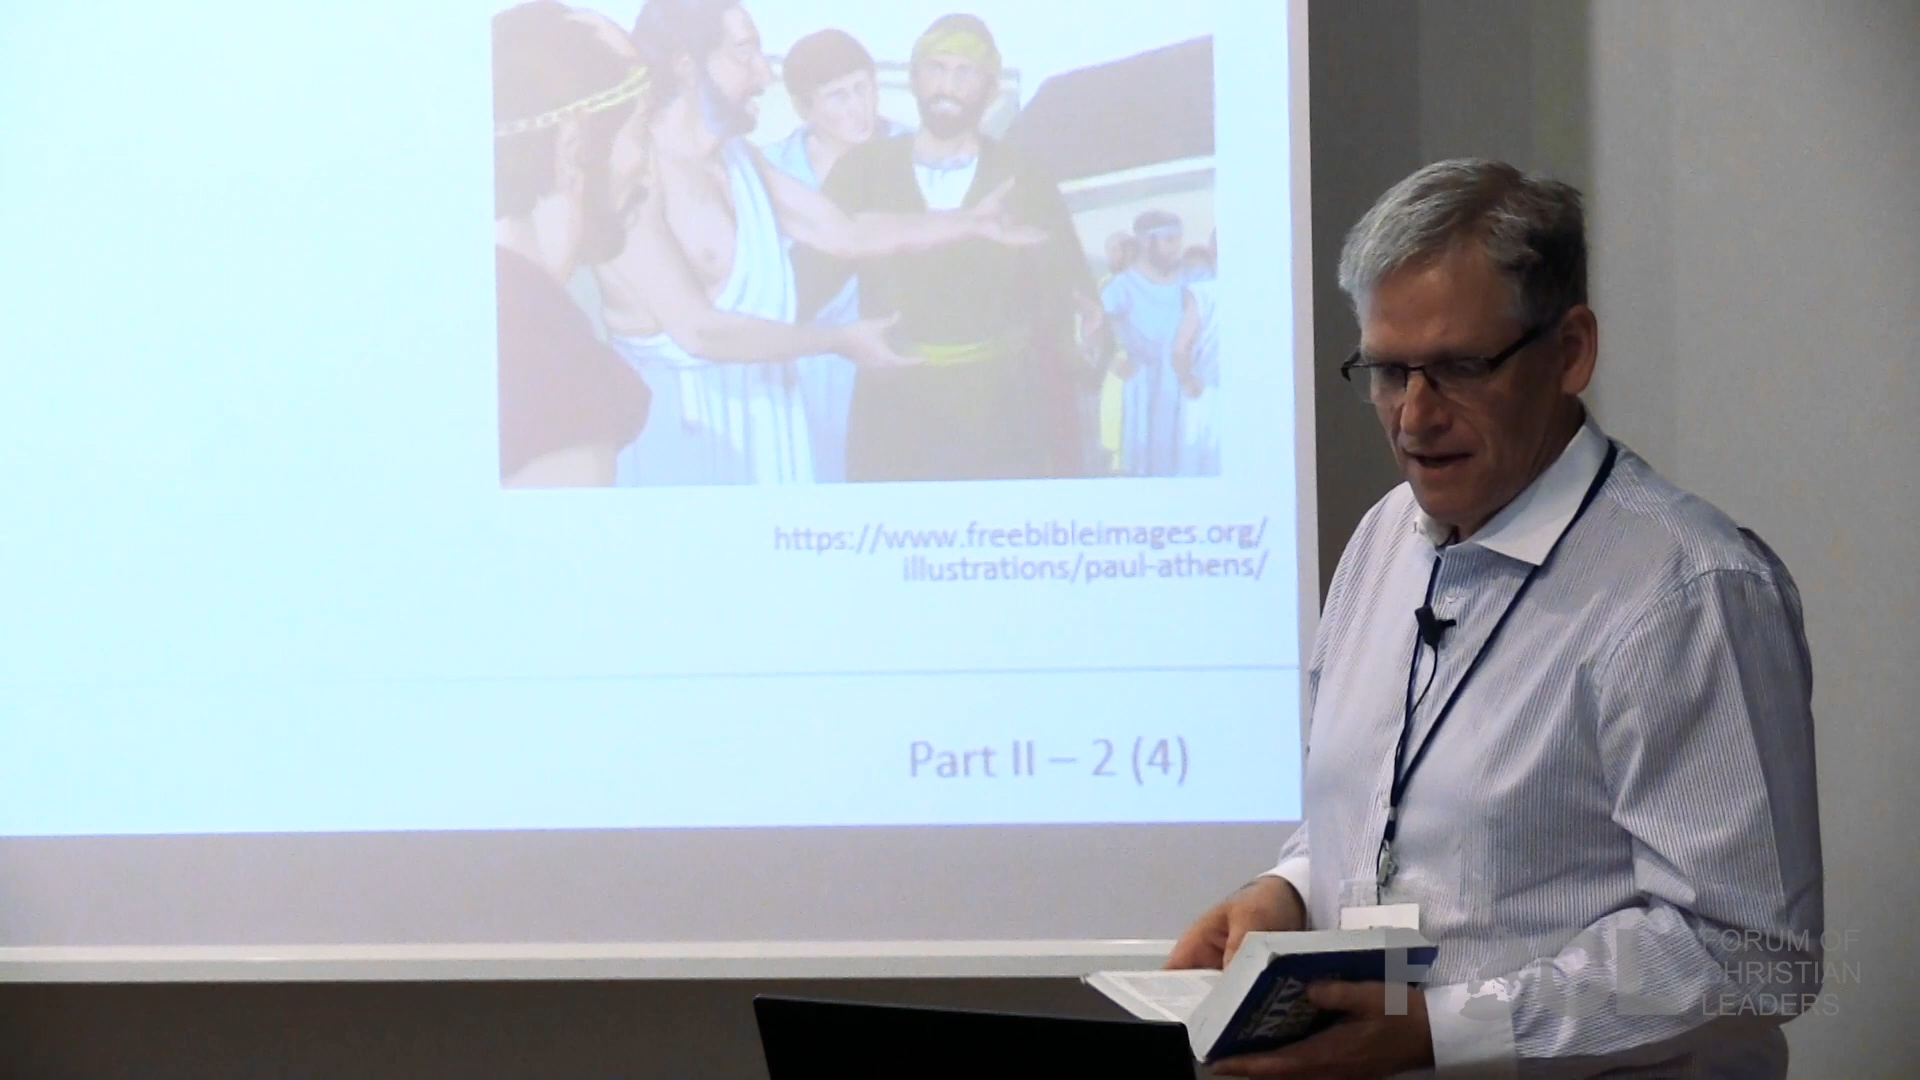 https://www.freebibleimages.org/
illustrations/paul-athens/
Part II – 2 (4)
FORUM OF
CHRISTIAN
LEADERS